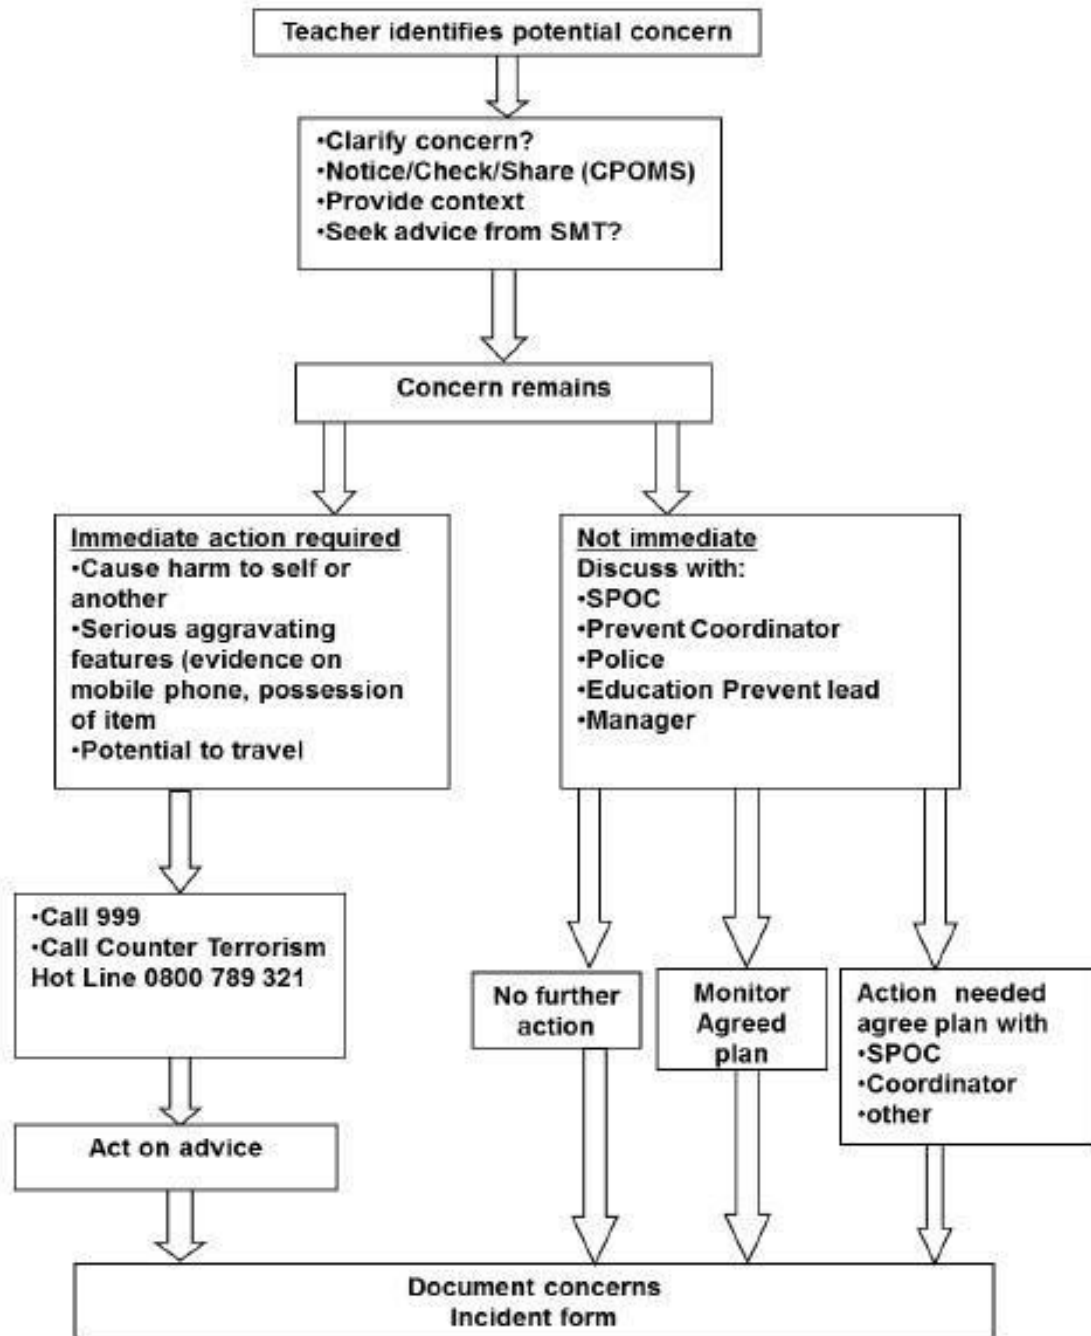 Teacher identifies potential concern
•Clarify concern?
•Notice/Check/Share (CPOMS)
•Provide context
•Seek advice from SMT?
Concern remains
Immediate action required
•Cause harm to self or
another
•Serious aggravating
features (evidence on
mobile phone, possession
of item
•Potential to travel
Not immediate
Discuss with:
•SPOC
•Prevent Coordinator
•Police
•Education Prevent lead
•Manager
•Call 999
•Call Counter Terrorism
Hot Line 0800 789 321
No further
action
Monitor
Agreed
plan
Action needed
agree plan with
•SPOC
•Coordinator
•other
Act on advice
Document concerns
Incident form